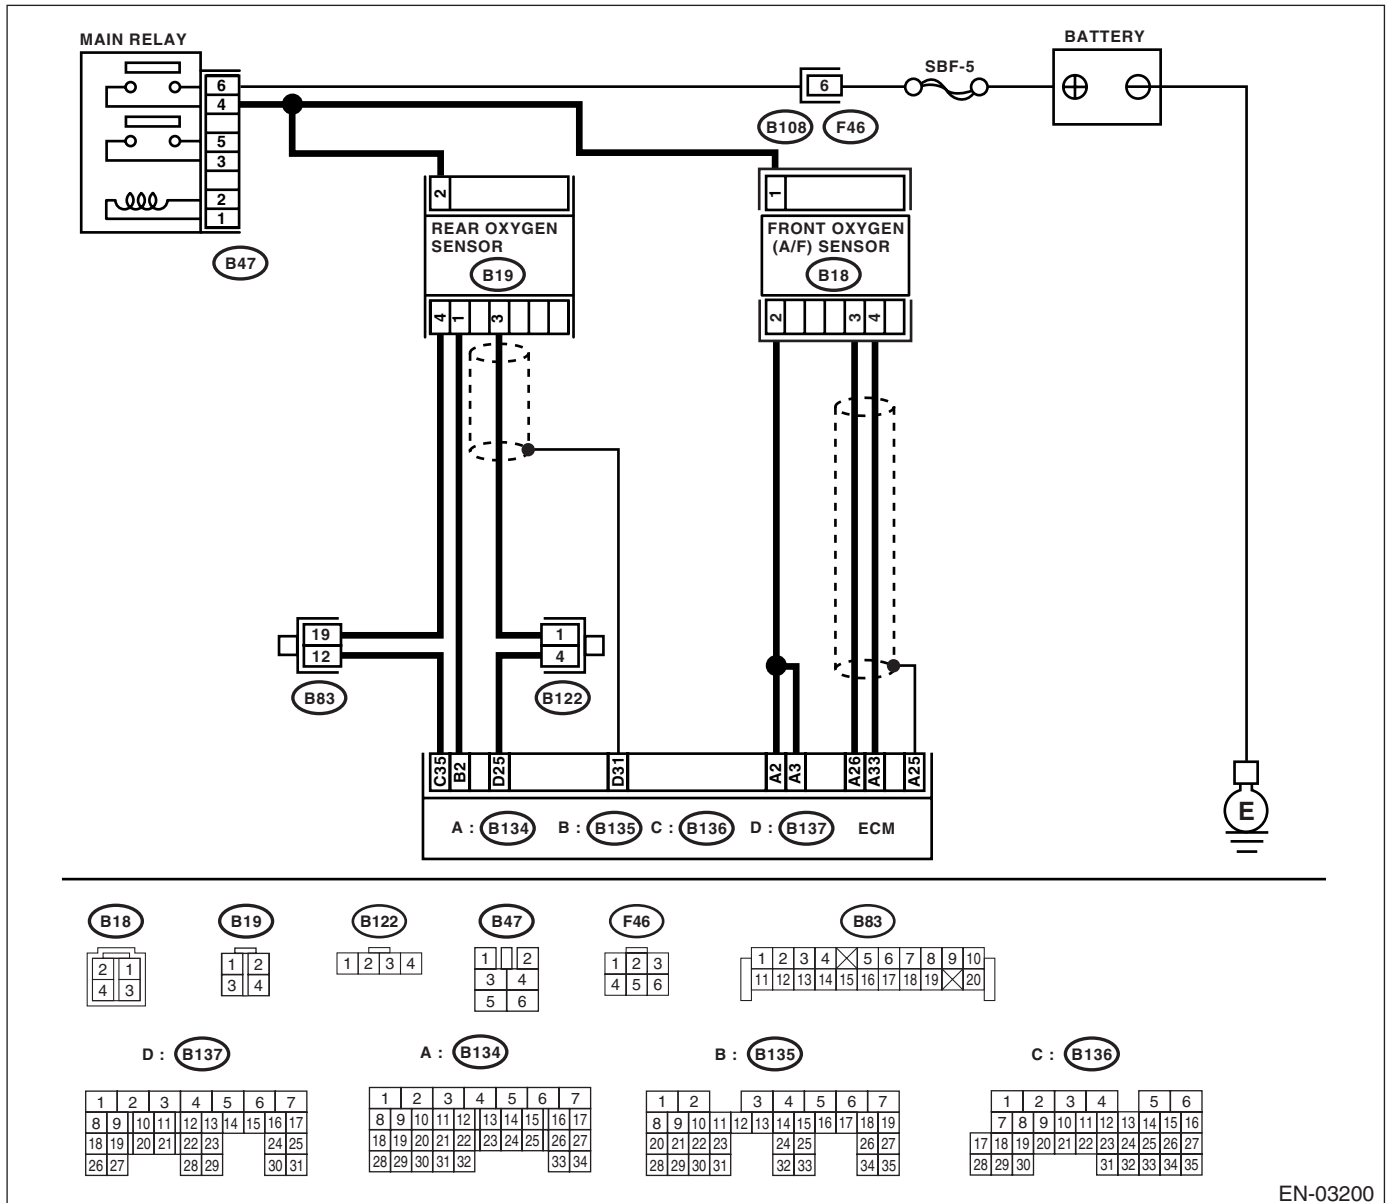 MAIN RELAY
BATTERY
SBF-5
6
4
5
3
2
1
6
B108 F46
B47
2
REAR OXYGEN
SENSOR
B19
4 1 3
1
FRONT OXYGEN
(A/F) SENSOR
B18
2 3 4
19
12
B83
1
4
B122
C35 B2 D25 D31 A2 A3 A26 A33 A25
A : B134 B : B135 C : B136 D : B137 ECM
E
B18 B19 B122 B47 F46 B83
2 1
4 3
1 2
3 4
1 2 3 4
1 2
3 4
5 6
1 2 3
4 5 6
1 2 3 4 5 6 7 8 9 10
11 12 13 14 15 16 17 18 19 20
D : B137 A : B134 B : B135 C : B136
1 2 3 4 5 6 7
8 9 10 11 12 13 14 15 16 17
18 19 20 21 22 23 24 25
26 27 28 29 30 31
1 2 3 4 5 6 7
8 9 10 11 12 13 14 15 16 17
18 19 20 21 22 23 24 25 26 27
28 29 30 31 32 33 34
1 2 3 4 5 6 7
8 9 10 11 12 13 14 15 16 17 18 19
20 21 22 23 24 25 26 27
28 29 30 31 32 33 34 35
1 2 3 4 5 6
7 8 9 10 11 12 13 14 15 16
17 18 19 20 21 22 23 24 25 26 27
28 29 30 31 32 33 34 35
EN-03200